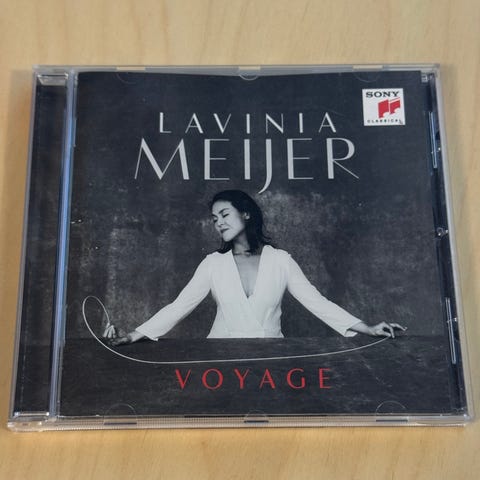 LAVINIA
MEIJER
SONY
CLASSICAL
VOYAGE